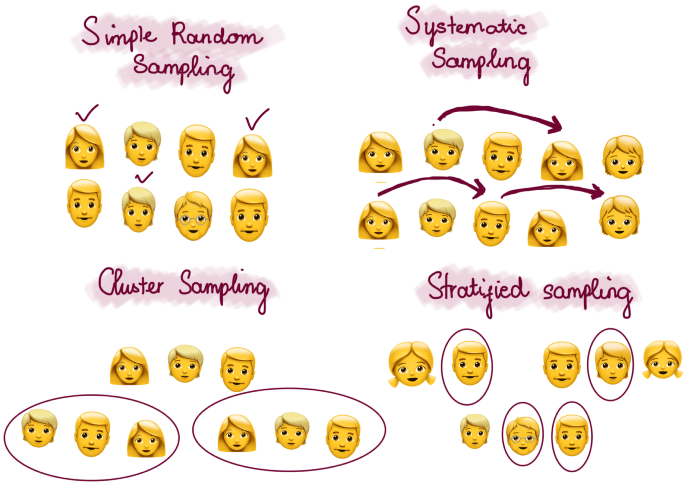 Simple Random
Sampling
Systematic
Sampling
Cluster Sampling
Stratified sampling